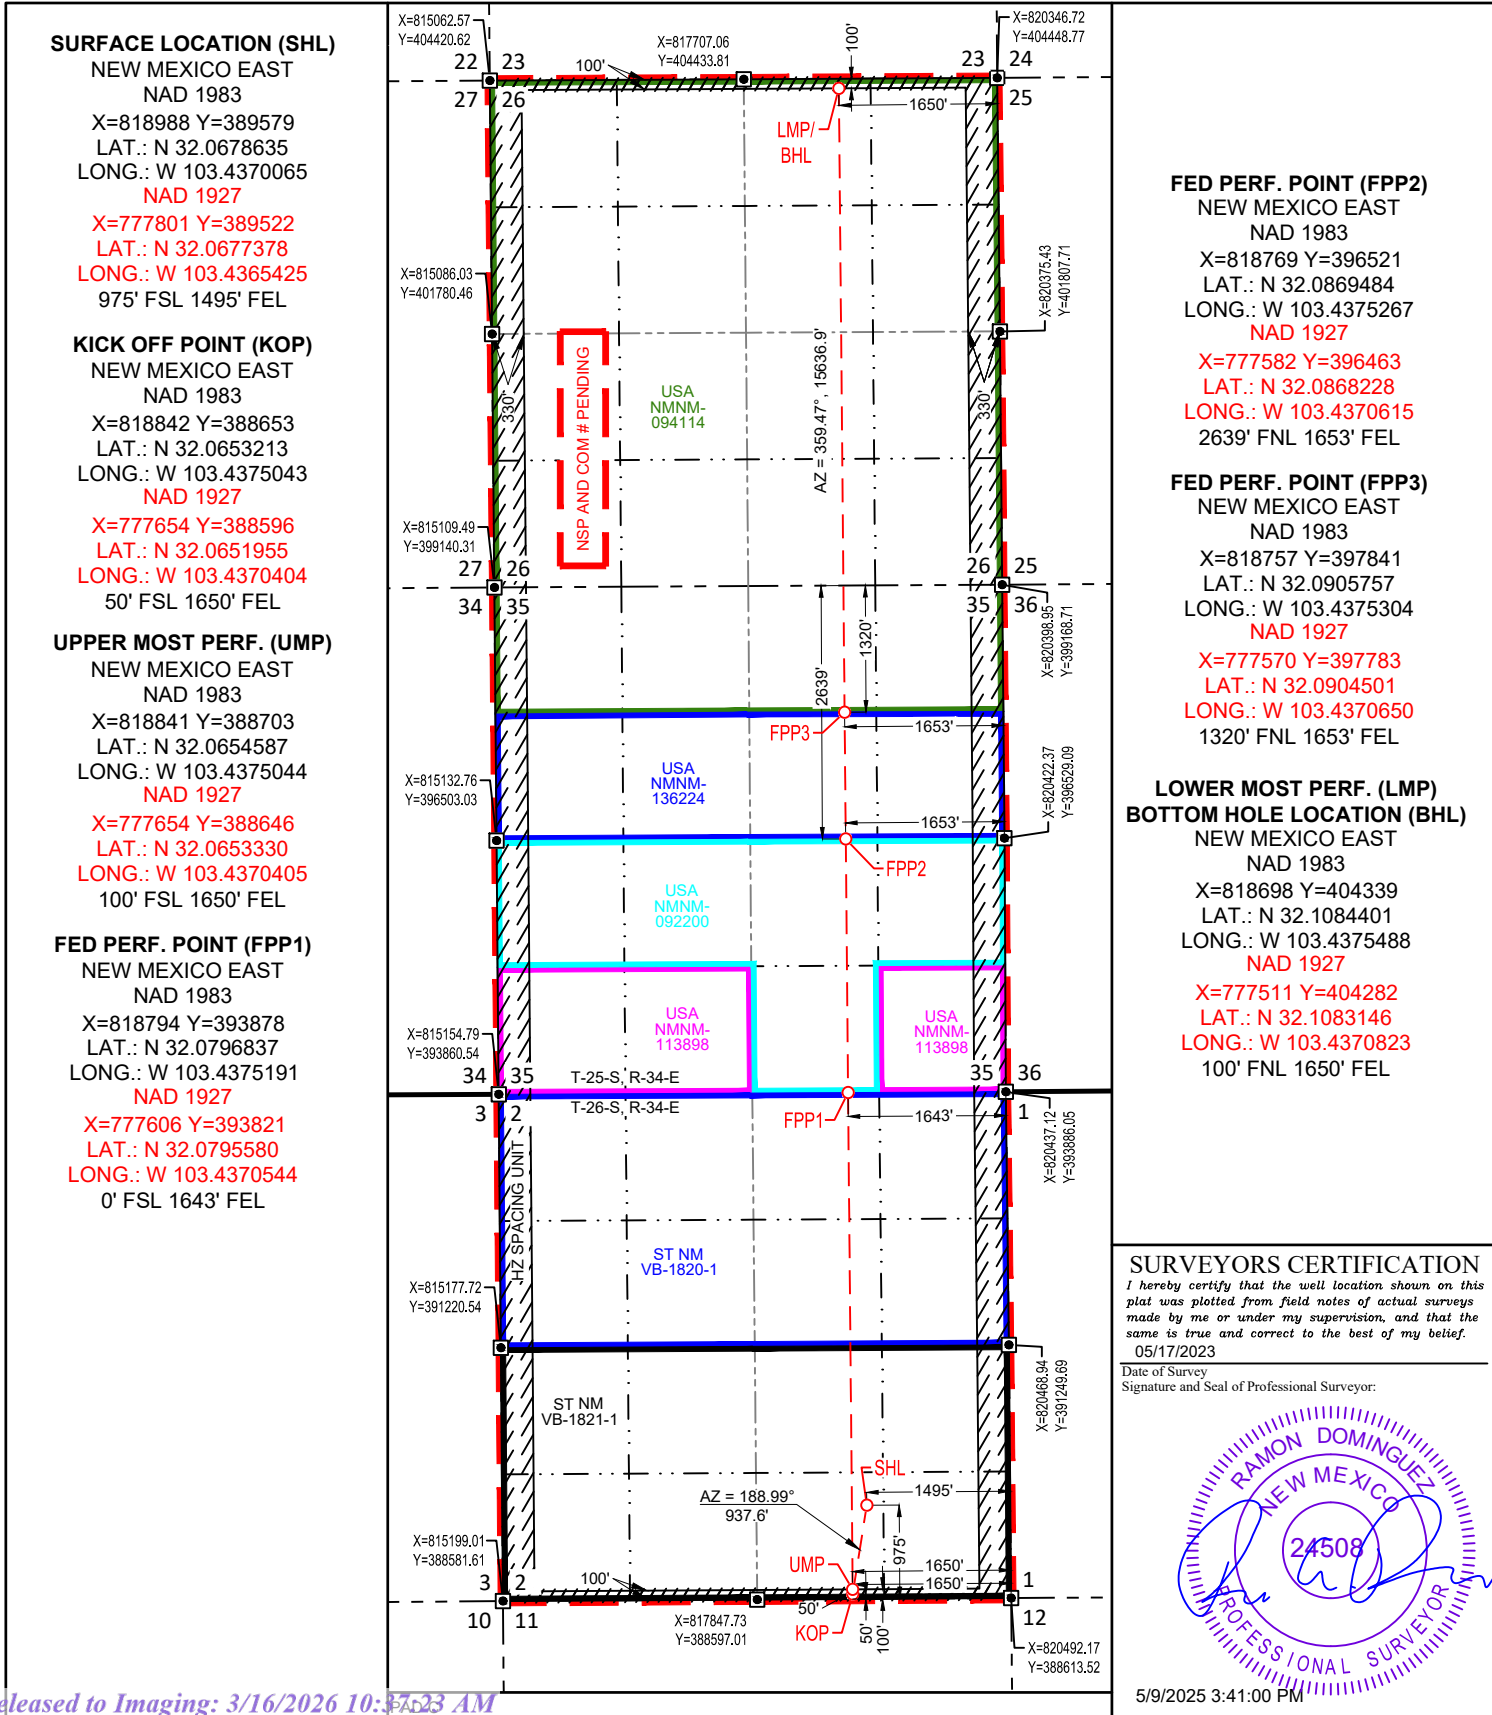 SURFACE LOCATION (SHL)
NEW MEXICO EAST
NAD 1983
X=818988 Y=389579
LAT.: N 32.0678635
LONG.: W 103.4370065
NAD 1927
X=777801 Y=389522
LAT.: N 32.0677378
LONG.: W 103.4365425
975' FSL 1495' FEL
KICK OFF POINT (KOP)
NEW MEXICO EAST
NAD 1983
X=818842 Y=388653
LAT.: N 32.0653213
LONG.: W 103.4375043
NAD 1927
X=777654 Y=388596
LAT.: N 32.0651955
LONG.: W 103.4370404
50' FSL 1650' FEL
UPPER MOST PERF. (UMP)
NEW MEXICO EAST
NAD 1983
X=818841 Y=388703
LAT.: N 32.0654587
LONG.: W 103.4375044
NAD 1927
X=777654 Y=388646
LAT.: N 32.0653330
LONG.: W 103.4370405
100' FSL 1650' FEL
FED PERF. POINT (FPP1)
NEW MEXICO EAST
NAD 1983
X=818794 Y=393878
LAT.: N 32.0796837
LONG.: W 103.4375191
NAD 1927
X=777606 Y=393821
LAT.: N 32.0795580
LONG.: W 103.4370544
0' FSL 1643' FEL
X=815062.57
Y=404420.62
X=817707.06
Y=404433.81
X=820346.72
Y=404448.77
22 23
27 26
23 24
25
100'
100'
1650'
LMP/
BHL
X=815086.03
Y=401780.46
X=820375.43
Y=401807.71
330'
330'
NSP AND COM # PENDING
USA
NMNM-
094114
AZ = 359.47°, 15636.9'
X=815109.49
Y=399140.31
27 26
34 35
26 25
35 36
X=820398.95
Y=399168.71
1320'
2639'
FPP3
1653'
USA
NMNM-
136224
X=815132.76
Y=396503.03
X=820422.37
Y=396529.09
1653'
FPP2
USA
NMNM-
092200
USA
NMNM-
113898
USA
NMNM-
113898
X=815154.79
Y=393860.54
34 35
3 2
T-25-S, R-34-E
T-26-S, R-34-E
35 36
1
FPP1
1643'
X=820437.12
Y=393886.05
HZ SPACING UNIT
ST NM
VB-1820-1
X=815177.72
Y=391220.54
X=820468.94
Y=391249.69
ST NM
VB-1821-1
SHL
1495'
AZ = 188.99°
937.6'
975'
UMP
1650'
1650'
X=815199.01
Y=388581.61
3 2
10 11
100'
1
12
50'
KOP
50'
100'
X=817847.73
Y=388597.01
X=820492.17
Y=388613.52
FED PERF. POINT (FPP2)
NEW MEXICO EAST
NAD 1983
X=818769 Y=396521
LAT.: N 32.0869484
LONG.: W 103.4375267
NAD 1927
X=777582 Y=396463
LAT.: N 32.0868228
LONG.: W 103.4370615
2639' FNL 1653' FEL
FED PERF. POINT (FPP3)
NEW MEXICO EAST
NAD 1983
X=818757 Y=397841
LAT.: N 32.0905757
LONG.: W 103.4375304
NAD 1927
X=777570 Y=397783
LAT.: N 32.0904501
LONG.: W 103.4370650
1320' FNL 1653' FEL
LOWER MOST PERF. (LMP)
BOTTOM HOLE LOCATION (BHL)
NEW MEXICO EAST
NAD 1983
X=818698 Y=404339
LAT.: N 32.1084401
LONG.: W 103.4375488
NAD 1927
X=777511 Y=404282
LAT.: N 32.1083146
LONG.: W 103.4370823
100' FNL 1650' FEL
SURVEYORS CERTIFICATION
I hereby certify that the well location shown on this
plat was plotted from field notes of actual surveys
made by me or under my supervision, and that the
same is true and correct to the best of my belief.
05/17/2023
Date of Survey
Signature and Seal of Professional Surveyor:
RAMON DOMINGUEZ
NEW MEXICO
24508
PROFESSIONAL SURVEYOR
5/9/2025 3:41:00 PM
eleased to Imaging: 3/16/2026 10:37:23 AM